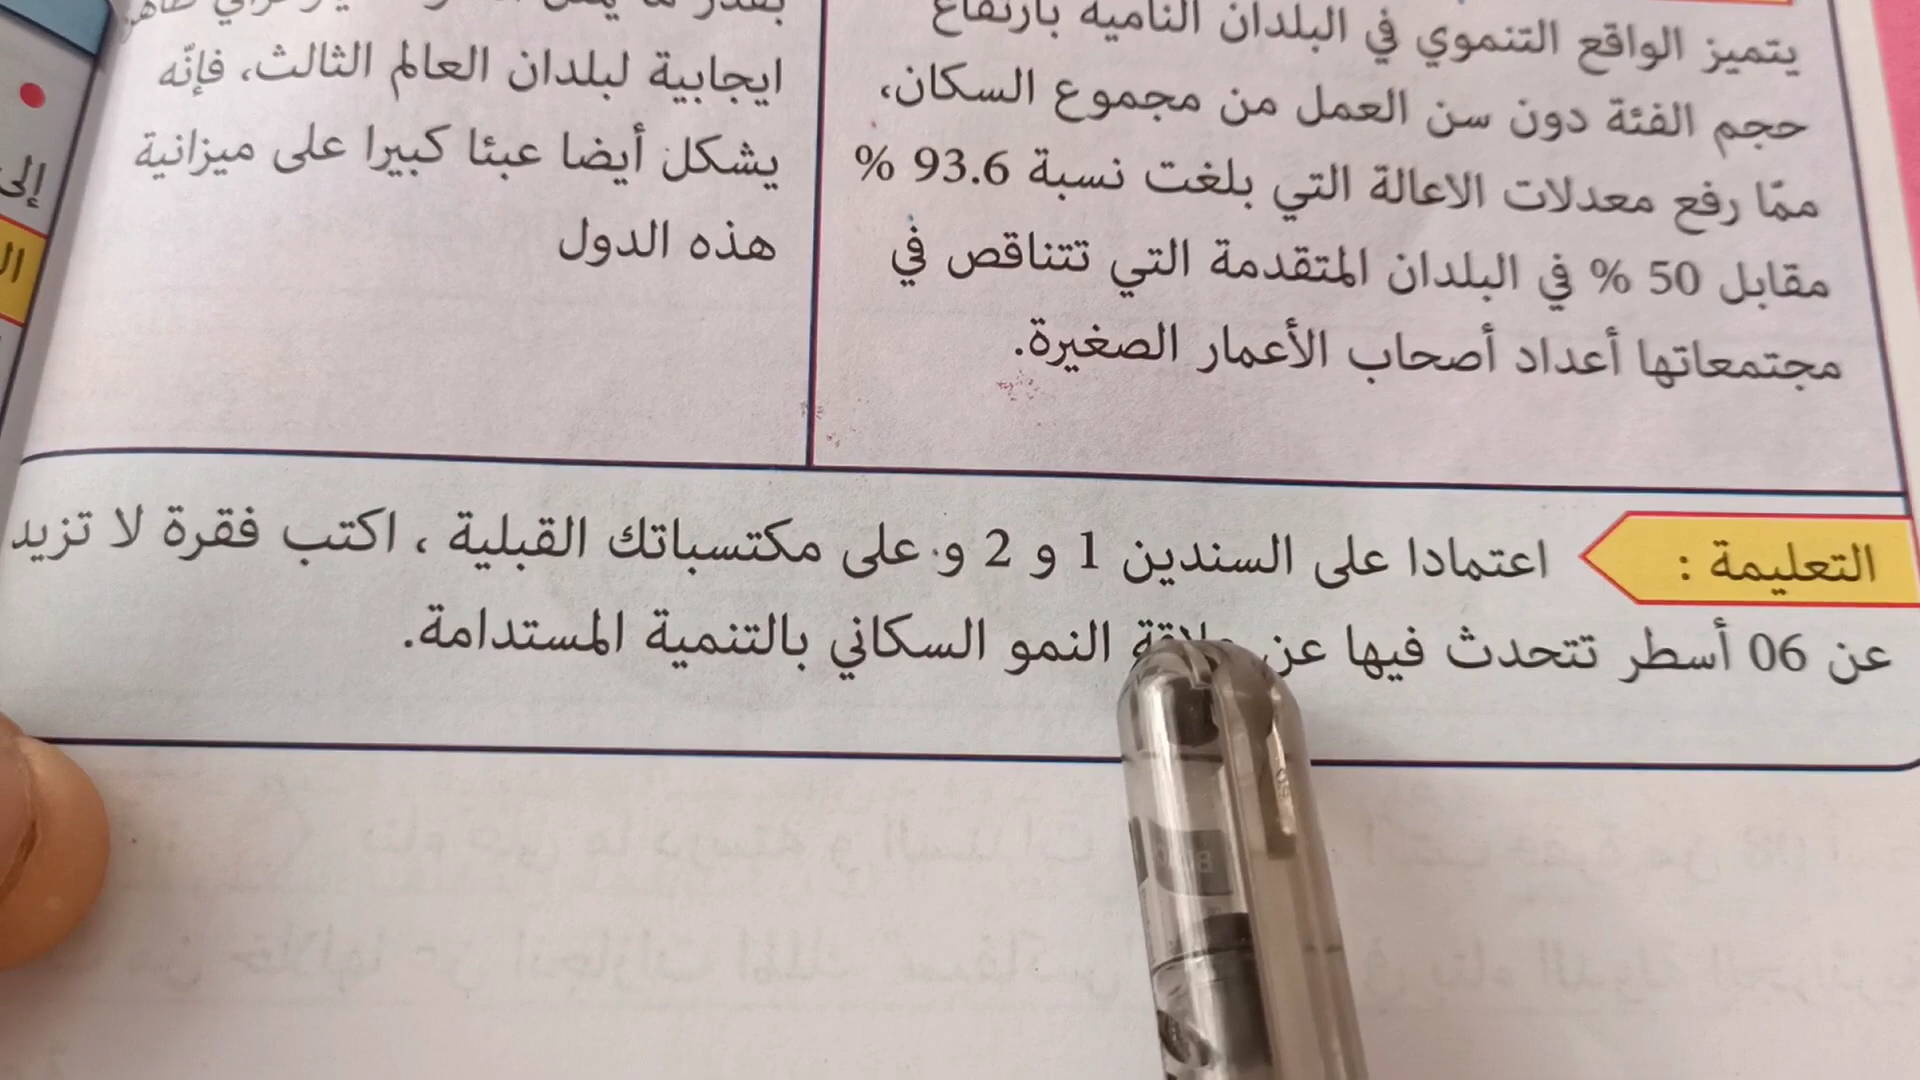 يتميز الواقع التنموي في البلدان النامية بارتفاع
حجم الفئة دون سن العمل من مجموع السكان،
ممّا رفع معدلات الاعالة التي بلغت نسبة 93.6 %
مقابل 50 % في البلدان المتقدمة التي تتناقص في
مجتمعاتها أعداد أصحاب الأعمار الصغيرة.
ايجابية لبلدان العالم الثالث، فإنّه
يشكل أيضا عبئا كبيرا على ميزانية
هذه الدول
التعليمة : اعتمادا على السندين 1 و 2 و على مكتسباتك القبلية ، اكتب فقرة لا تزيد
عن 06 أسطر تتحدث فيها عن علاقة النمو السكاني بالتنمية المستدامة.
إلى